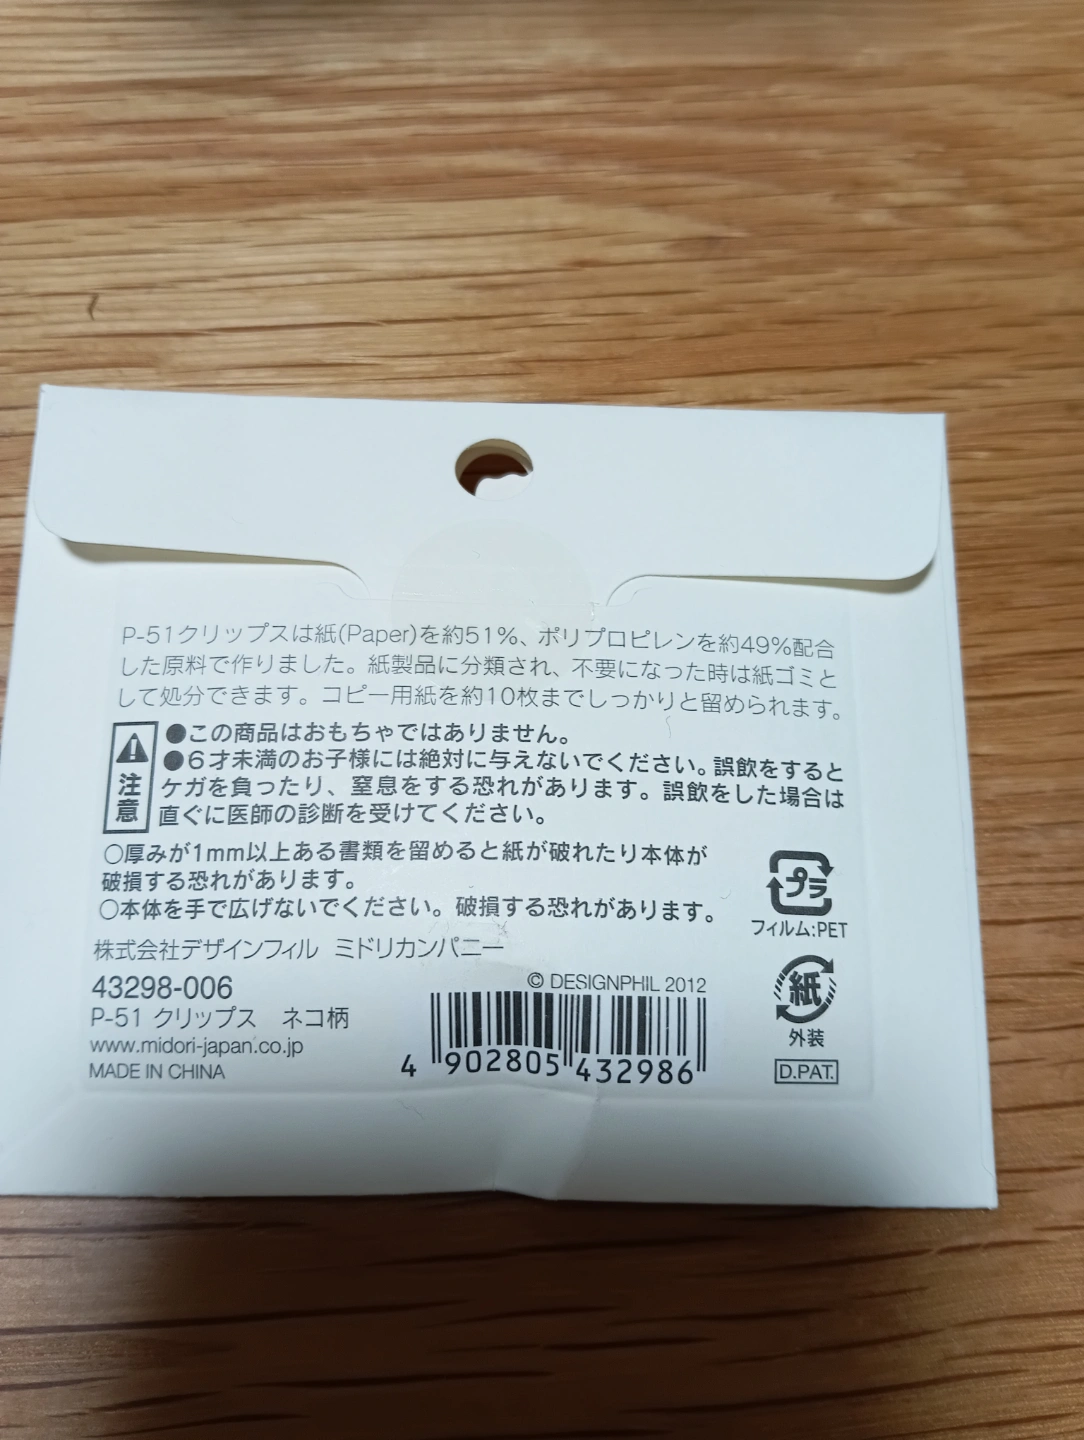 P-51クリップスは紙(Paper)を約51%、ポリプロピレンを約49%配合
した原料で作りました。紙製品に分類され、不要になった時は紙ゴミと
して処分できます。コピー用紙を約10枚までしっかりと留められます。
注意
●この商品はおもちゃではありません。
●6才未満のお子様には絶対に与えないでください。誤飲をすると
ケガを負ったり、窒息をする恐れがあります。誤飲をした場合は
直ぐに医師の診断を受けてください。
○厚みが1mm以上ある書類を留めると紙が破れたり本体が
破損する恐れがあります。
○本体を手で広げないでください。破損する恐れがあります。
プラ
フィルム:PET
株式会社デザインフィル ミドリカンパニー
43298-006
P-51 クリップス ネコ柄
www.midori-japan.co.jp
MADE IN CHINA
© DESIGNPHIL 2012
4 902805 432986
紙
外装
D.PAT.